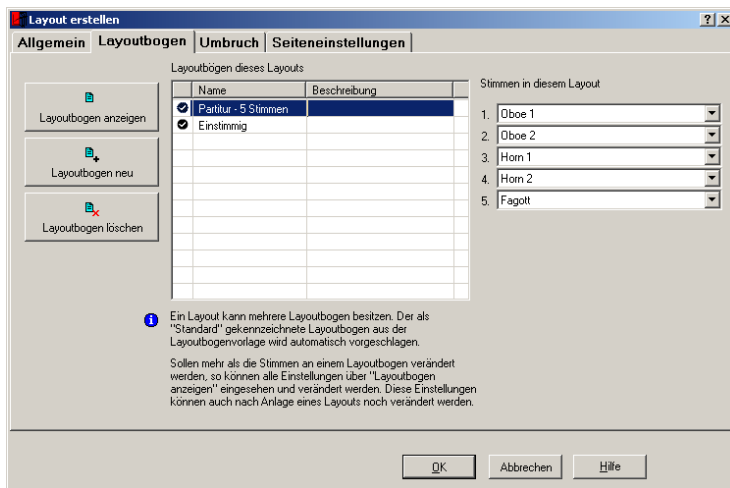 Layout erstellen
Allgemein Layoutbogen Umbruch Seiteneinstellungen
Layoutbogen anzeigen
Layoutbogen neu
Layoutbogen löschen
Layoutbögen dieses Layouts
Name Beschreibung
Partitur - 5 Stimmen
Einstimmig
Stimmen in diesem Layout
1. Oboe 1
2. Oboe 2
3. Horn 1
4. Horn 2
5. Fagott
Ein Layout kann mehrere Layoutbogen besitzen. Der als
"Standard" gekennzeichnete Layoutbogen aus der
Layoutbogenvorlage wird automatisch vorgeschlagen.
Sollen mehr als die Stimmen an einem Layoutbogen verändert
werden, so können alle Einstellungen über "Layoutbogen
anzeigen" eingesehen und verändert werden. Diese Einstellungen
können auch nach Anlage eines Layouts noch verändert werden.
OK Abbrechen Hilfe